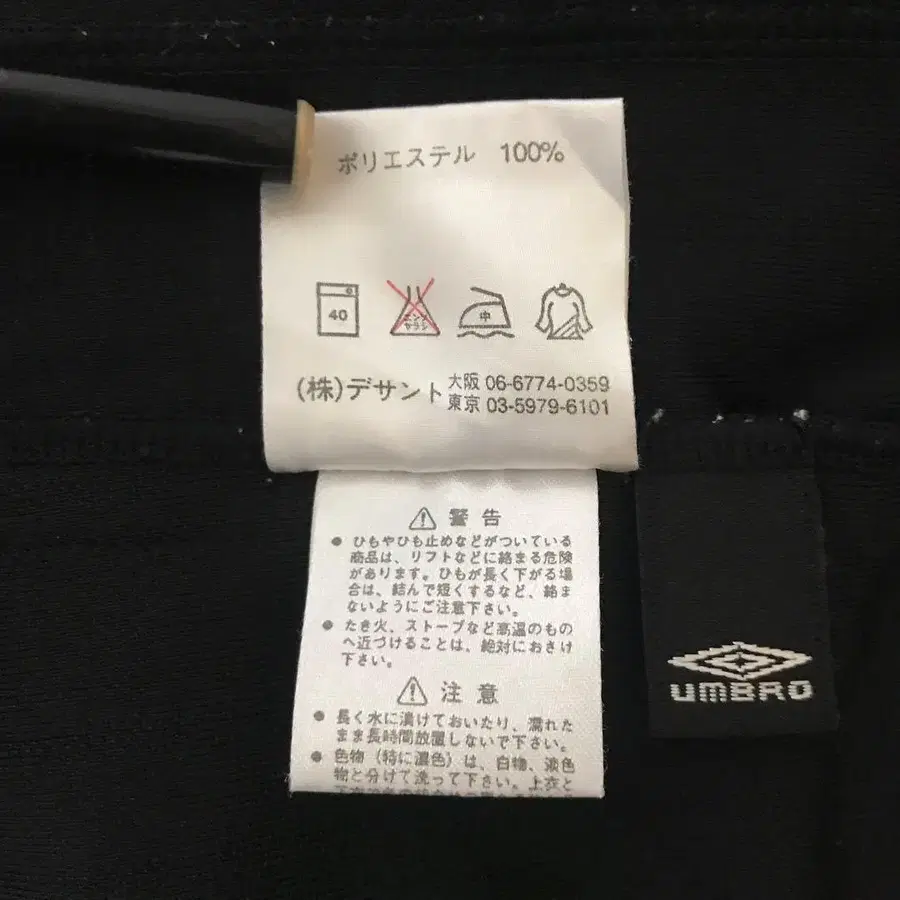 ポリエステル 100%
40
エンソ
サラシ
中
(株)デサント 大阪 06-6774-0359
東京 03-5979-6101
⚠ 警告
● ひもやひも止めなどがついている
商品は、リフトなどに絡まる危険
があります。ひもが長く下がる場
合は、結んで短くするなど、絡ま
ないようにご注意下さい。
● たき火、ストーブなど高温のもの
へ近づけることは、絶対におさけ
下さい。
⚠ 注意
● 長く水に漬けておいたり、濡れた
まま長時間放置しないで下さい。
● 色物（特に濃色）は、白物、淡色
物と分けて洗って下さい。上衣と
UMBRO